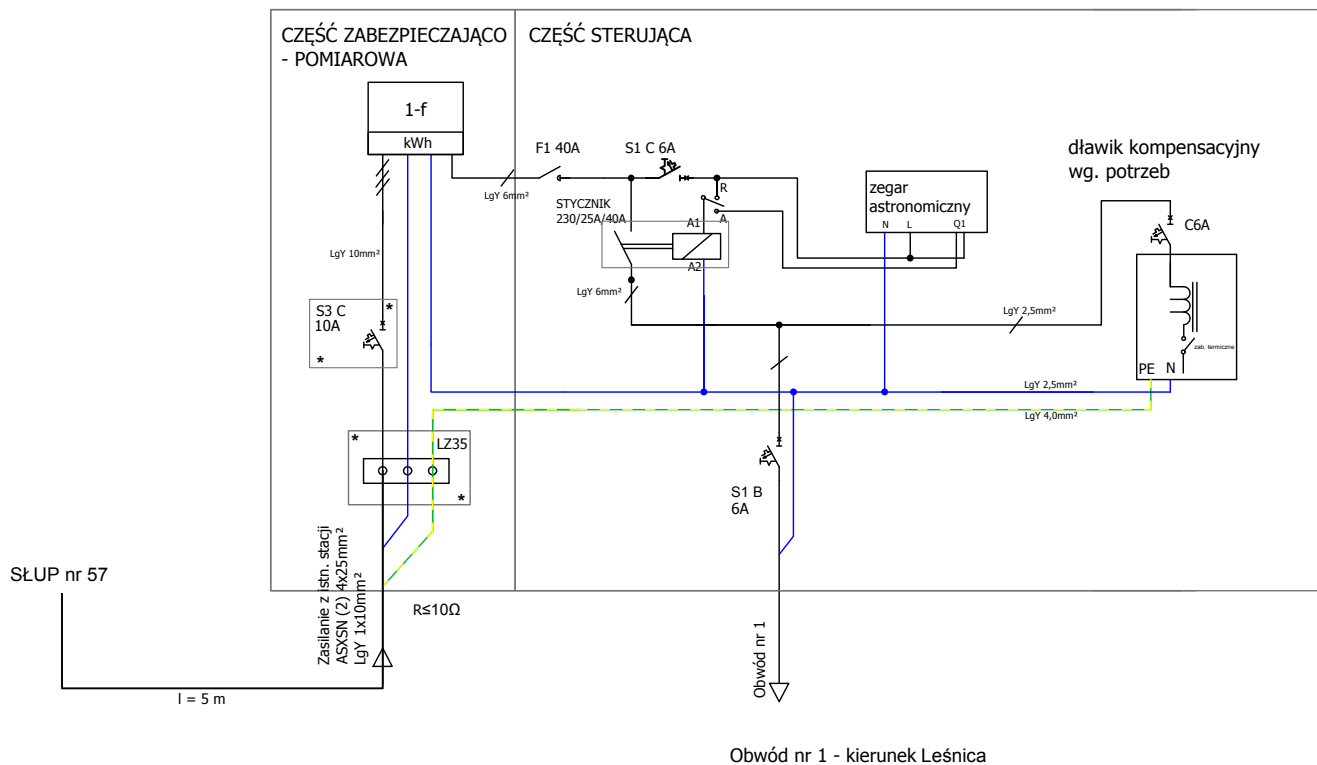 CZĘŚĆ ZABEZPIECZAJĄCO
- POMIAROWA
CZĘŚĆ STERUJĄCA
1-f
kWh
F1 40A
S1 C 6A
dławik kompensacyjny
wg. potrzeb
LgY 6mm²
R
A
STYCZNIK
230/25A/40A
A1
A2
zegar
astronomiczny
N L Q1
C6A
LgY 10mm²
LgY 6mm²
S3 C
10A
*
*
LgY 2,5mm²
zab. termiczne
PE N
LgY 2,5mm²
LgY 4,0mm²
*
LZ35
*
S1 B
6A
SŁUP nr 57
Zasilanie z istn. stacji
ASXSN (2) 4x25mm²
LgY 1x10mm²
R≤10Ω
l = 5 m
Obwód nr 1
Obwód nr 1 - kierunek Leśnica